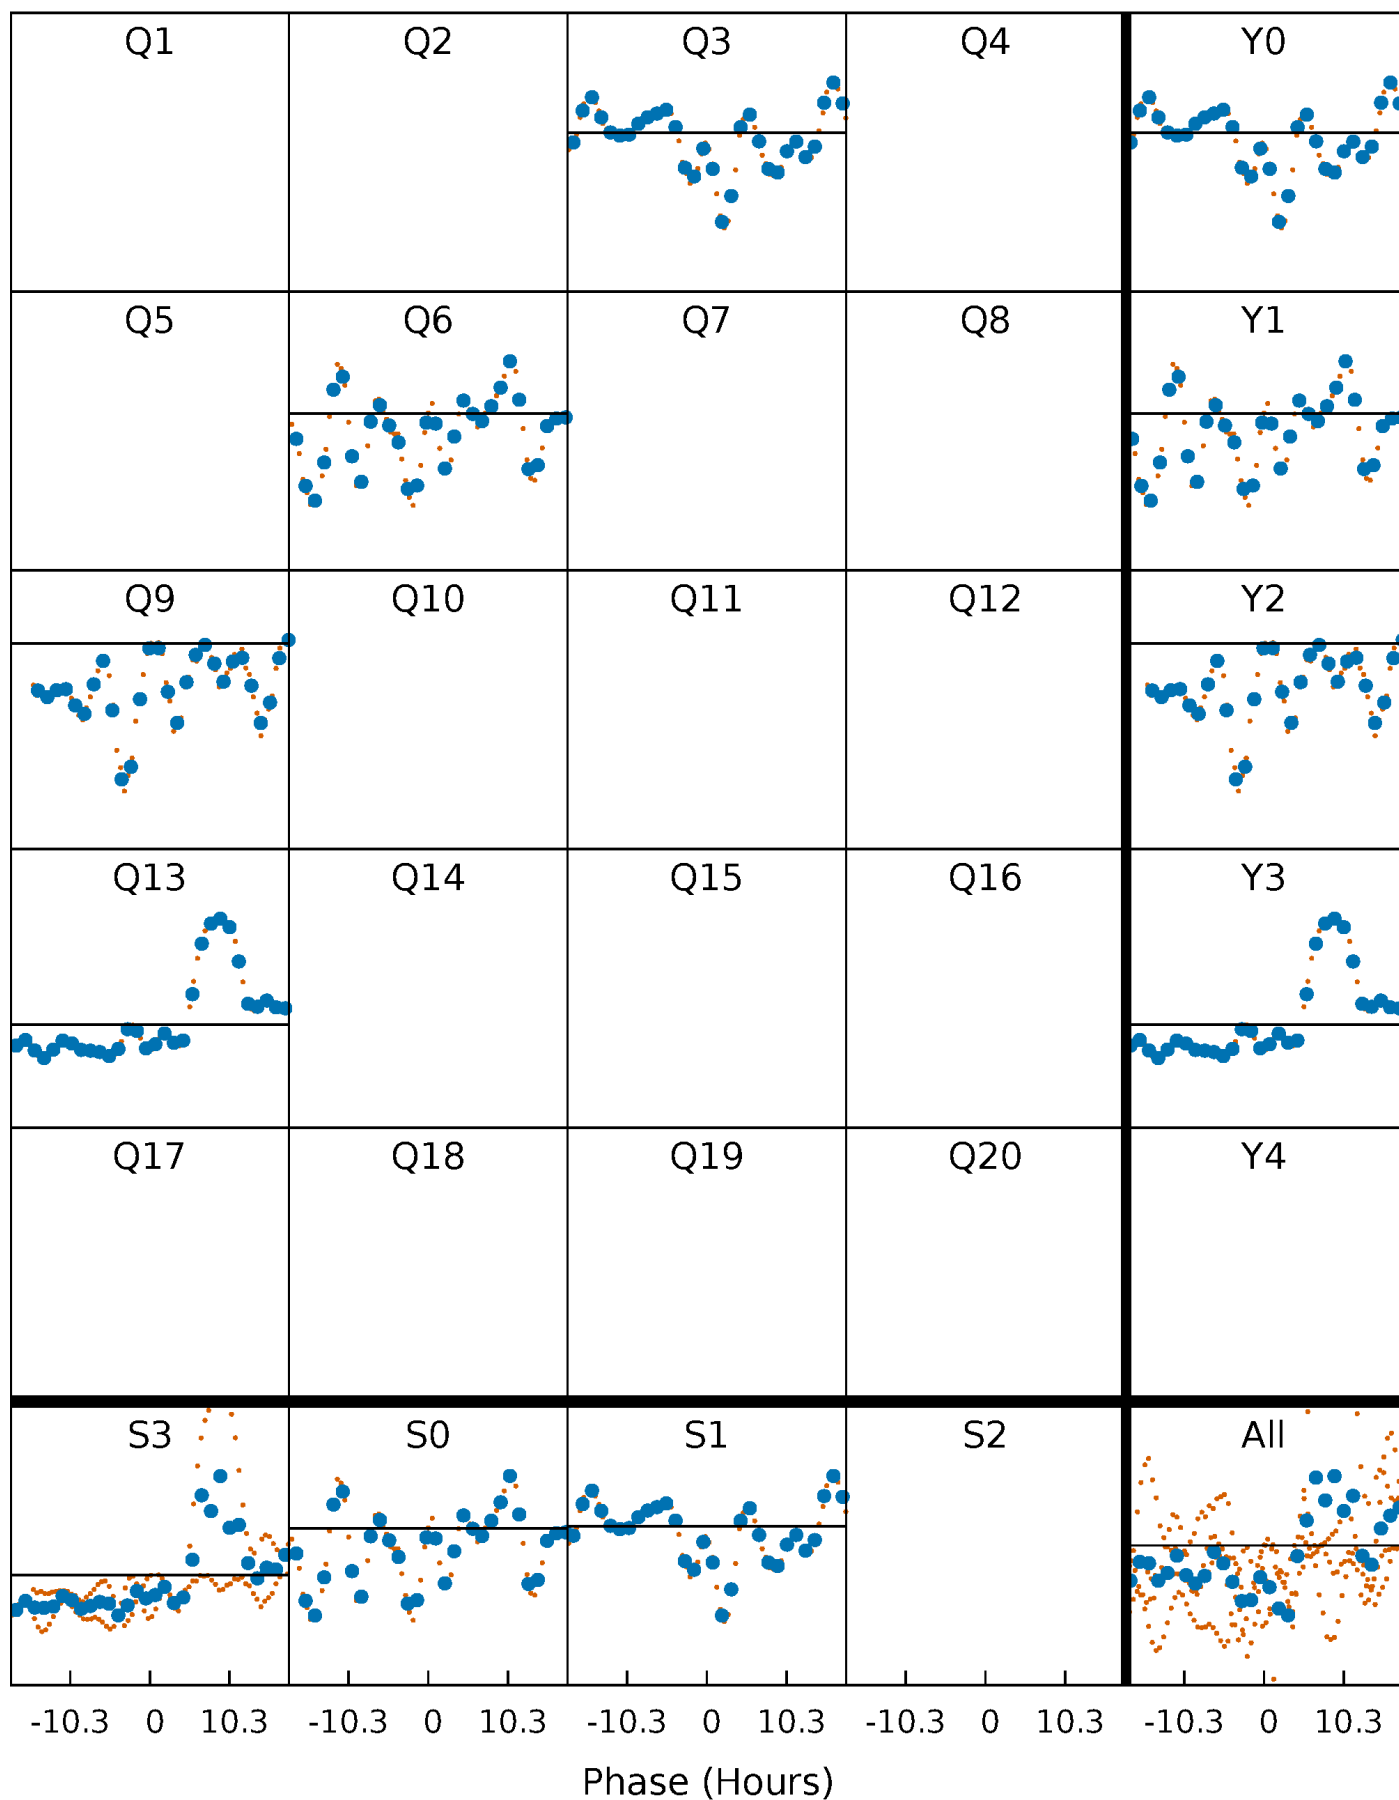 Q1 Q2 Q3 Q4 Y0
Q5 Q6 Q7 Q8 Y1
Q9 Q10 Q11 Q12 Y2
Q13 Q14 Q15 Q16 Y3
Q17 Q18 Q19 Q20 Y4
S3 S0 S1 S2 All
-10.3 0 10.3 -10.3 0 10.3 -10.3 0 10.3 -10.3 0 10.3 -10.3 0 10.3
Phase (Hours)